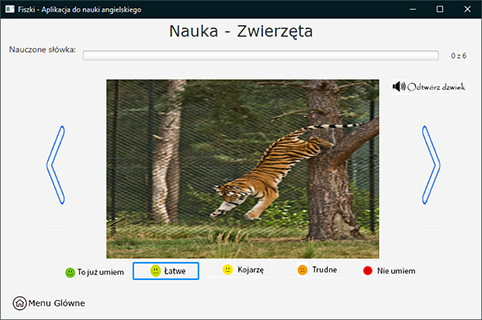 Fiszki - Aplikacja do nauki angielskiego
Nauka - Zwierzęta
Nauczone słówka:
0 z 6
Odtwórz dzwięk
To już umiem
Łatwe
Kojarzę
Trudne
Nie umiem
Menu Główne